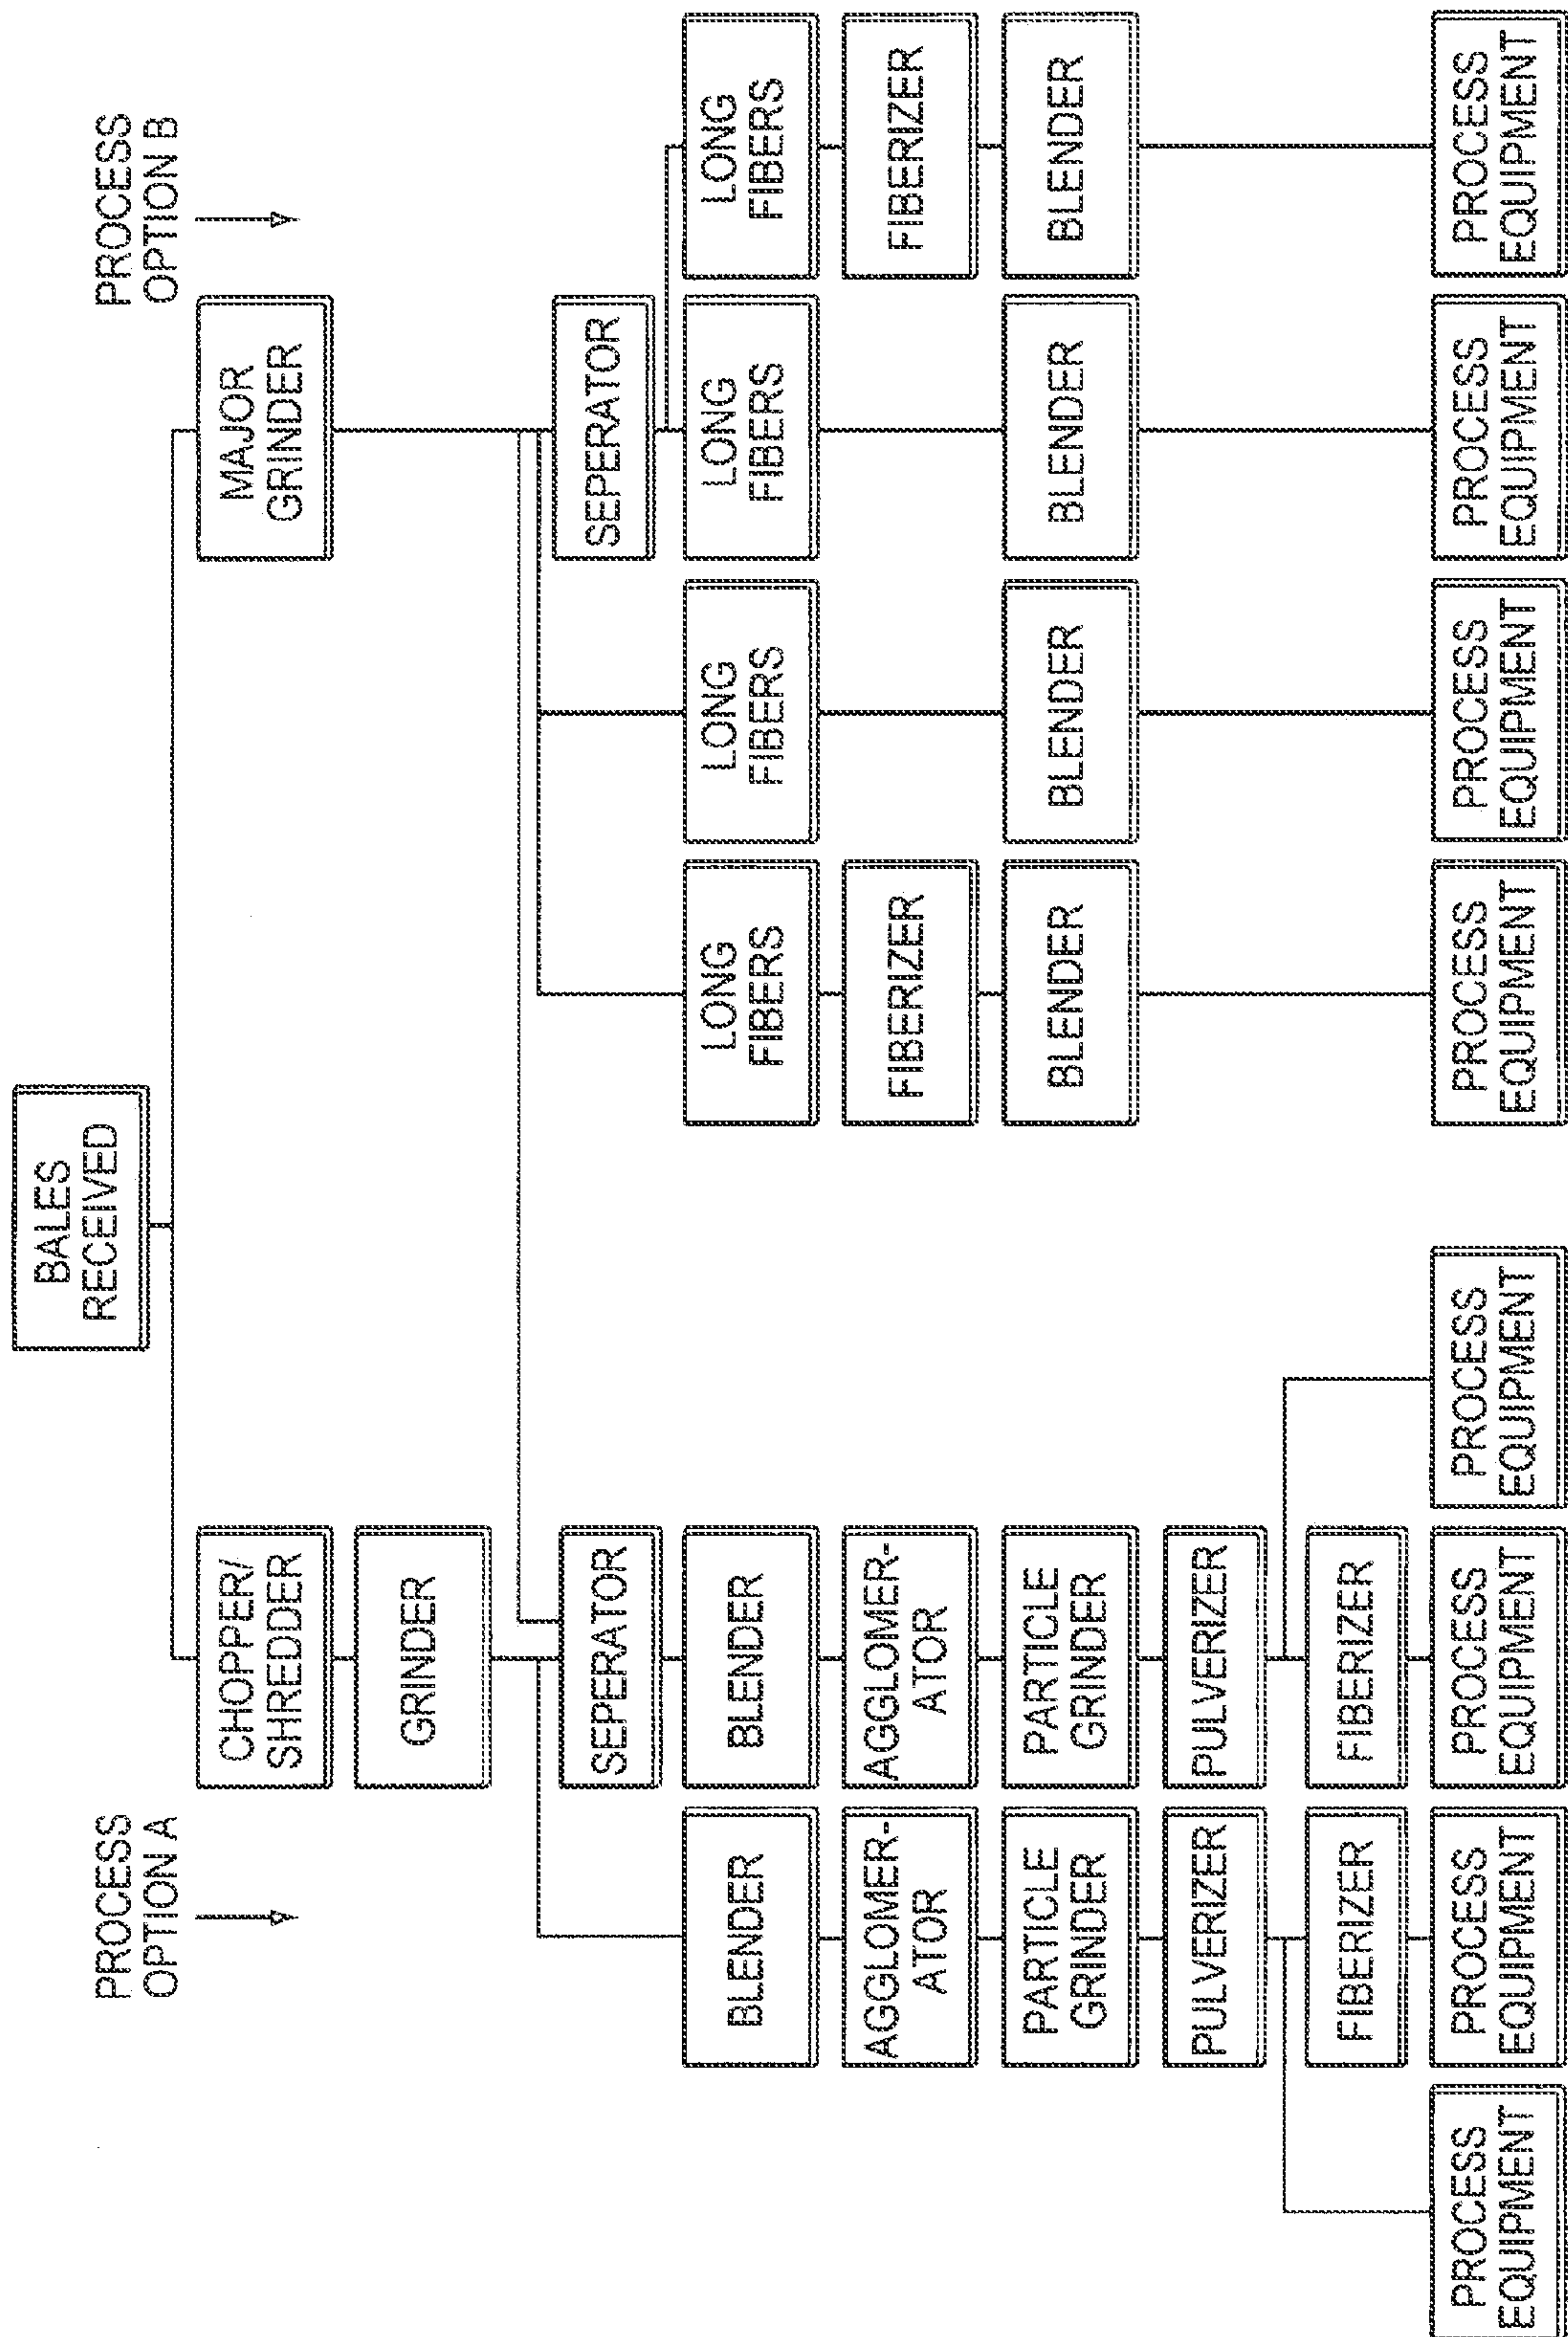 BALES
RECEIVED
PROCESS
OPTION A
PROCESS
OPTION B
CHOPPER/
SHREDDER
MAJOR
GRINDER
GRINDER
SEPERATOR
SEPERATOR
BLENDER
BLENDER
LONG
FIBERS
LONG
FIBERS
LONG
FIBERS
LONG
FIBERS
AGGLOMER-
ATOR
AGGLOMER-
ATOR
FIBERIZER
FIBERIZER
PARTICLE
GRINDER
PARTICLE
GRINDER
BLENDER
BLENDER
BLENDER
BLENDER
PULVERIZER
PULVERIZER
FIBERIZER
FIBERIZER
PROCESS
EQUIPMENT
PROCESS
EQUIPMENT
PROCESS
EQUIPMENT
PROCESS
EQUIPMENT
PROCESS
EQUIPMENT
PROCESS
EQUIPMENT
PROCESS
EQUIPMENT
PROCESS
EQUIPMENT